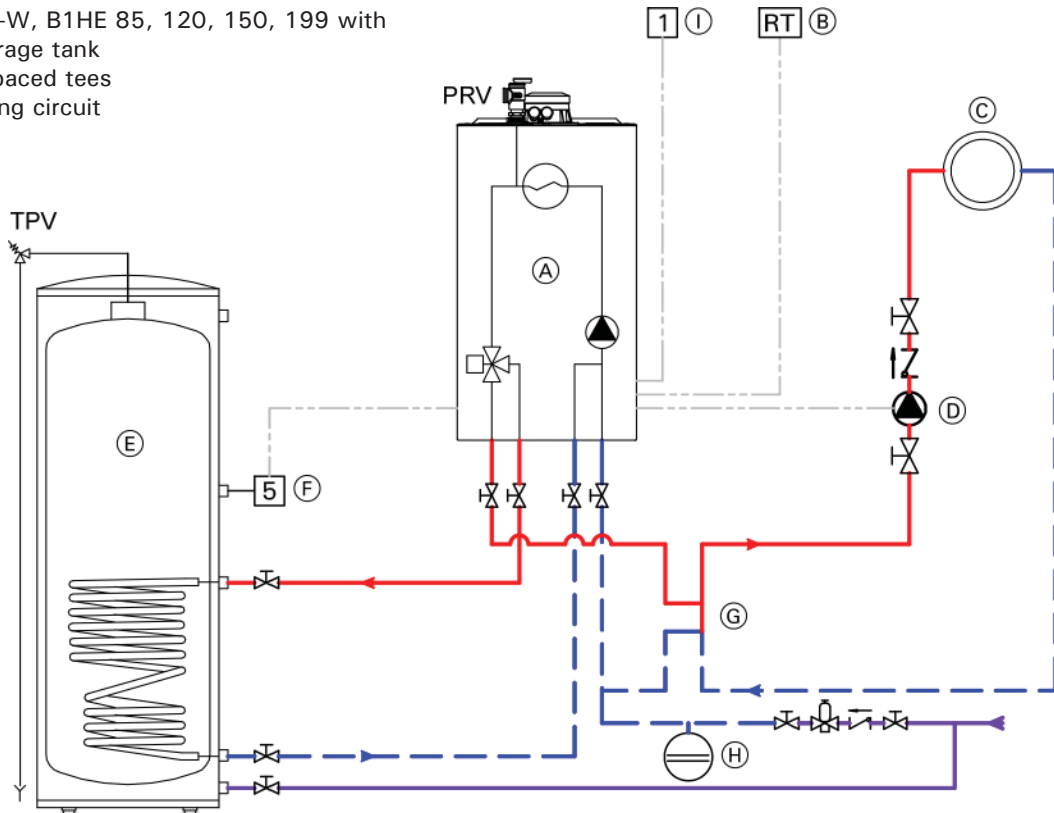 -W, B1HE 85, 120, 150, 199 with
rage tank
paced tees
ng circuit
1 I RT B
PRV
C
TPV
A
D
E
5 F
G
H